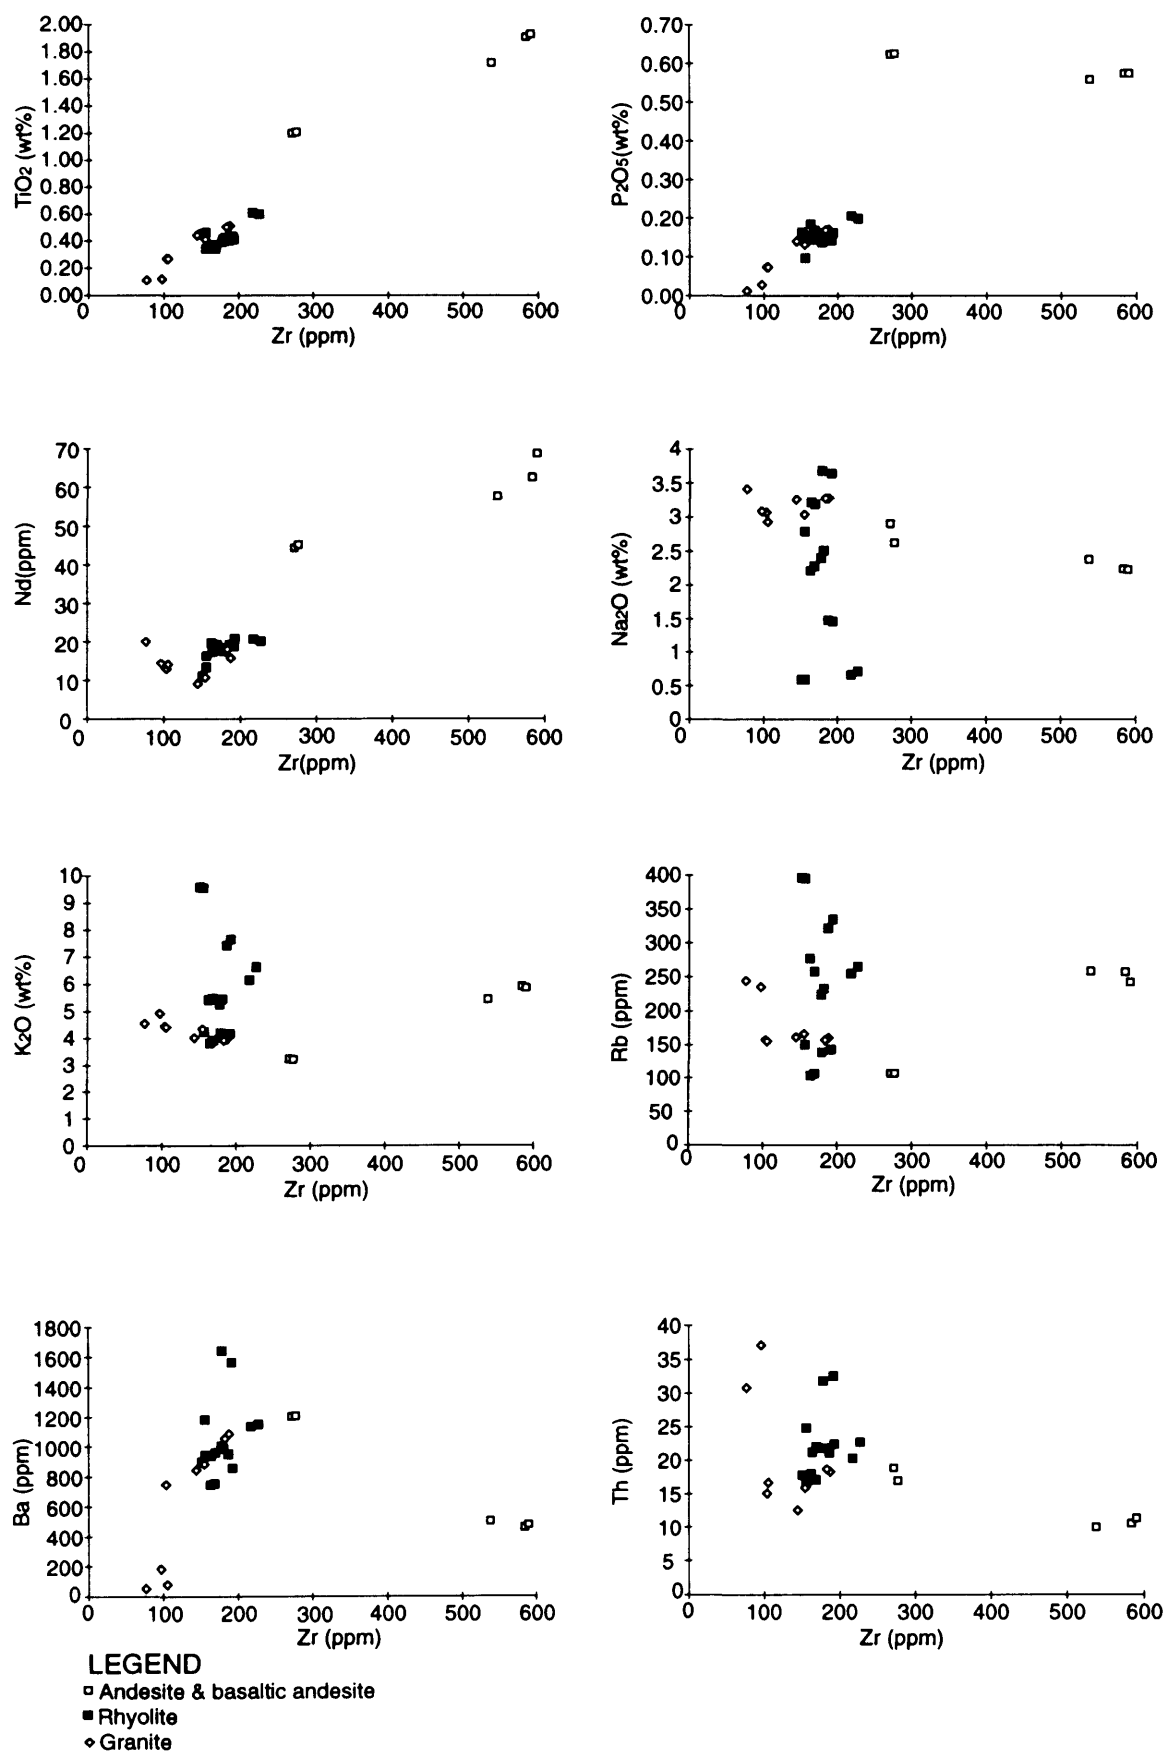 2.00
1.80
1.60
1.40
1.20
1.00
0.80
0.60
0.40
0.20
0.00
TiO2 (wt%)
0 100 200 300 400 500 600
Zr (ppm)
0.70
0.60
0.50
0.40
0.30
0.20
0.10
0.00
P2O5(wt%)
0 100 200 300 400 500 600
Zr(ppm)
70
60
50
40
30
20
10
0
Nd(ppm)
0 100 200 300 400 500 600
Zr(ppm)
4
3.5
3
2.5
2
1.5
1
0.5
0
Na2O (wt%)
0 100 200 300 400 500 600
Zr (ppm)
10
9
8
7
6
5
4
3
2
1
0
K2O (wt%)
0 100 200 300 400 500 600
Zr (ppm)
400
350
300
250
200
150
100
50
0
Rb (ppm)
0 100 200 300 400 500 600
Zr (ppm)
1800
1600
1400
1200
1000
800
600
400
200
0
Ba (ppm)
0 100 200 300 400 500 600
Zr (ppm)
40
35
30
25
20
15
10
5
0
Th (ppm)
0 100 200 300 400 500 600
Zr (ppm)
LEGEND
Andesite & basaltic andesite
Rhyolite
Granite